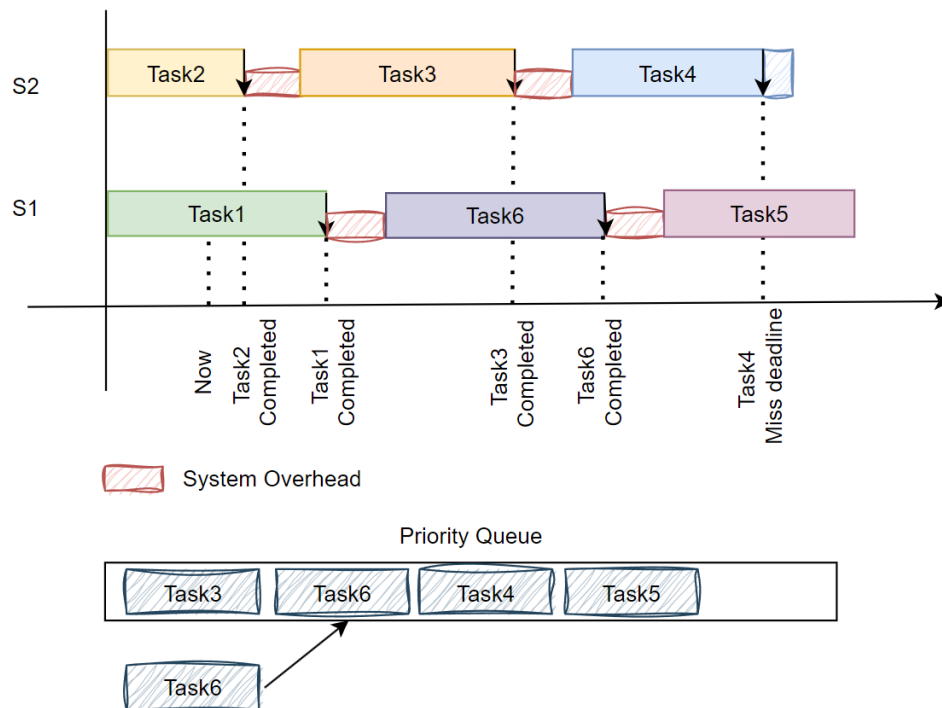 S2
Task2
Task3
Task4
S1
Task1
Task6
Task5
Now
Task2
Completed
Task1
Completed
Task3
Completed
Task6
Completed
Task4
Miss deadline
System Overhead
Priority Queue
Task3
Task6
Task4
Task5
Task6